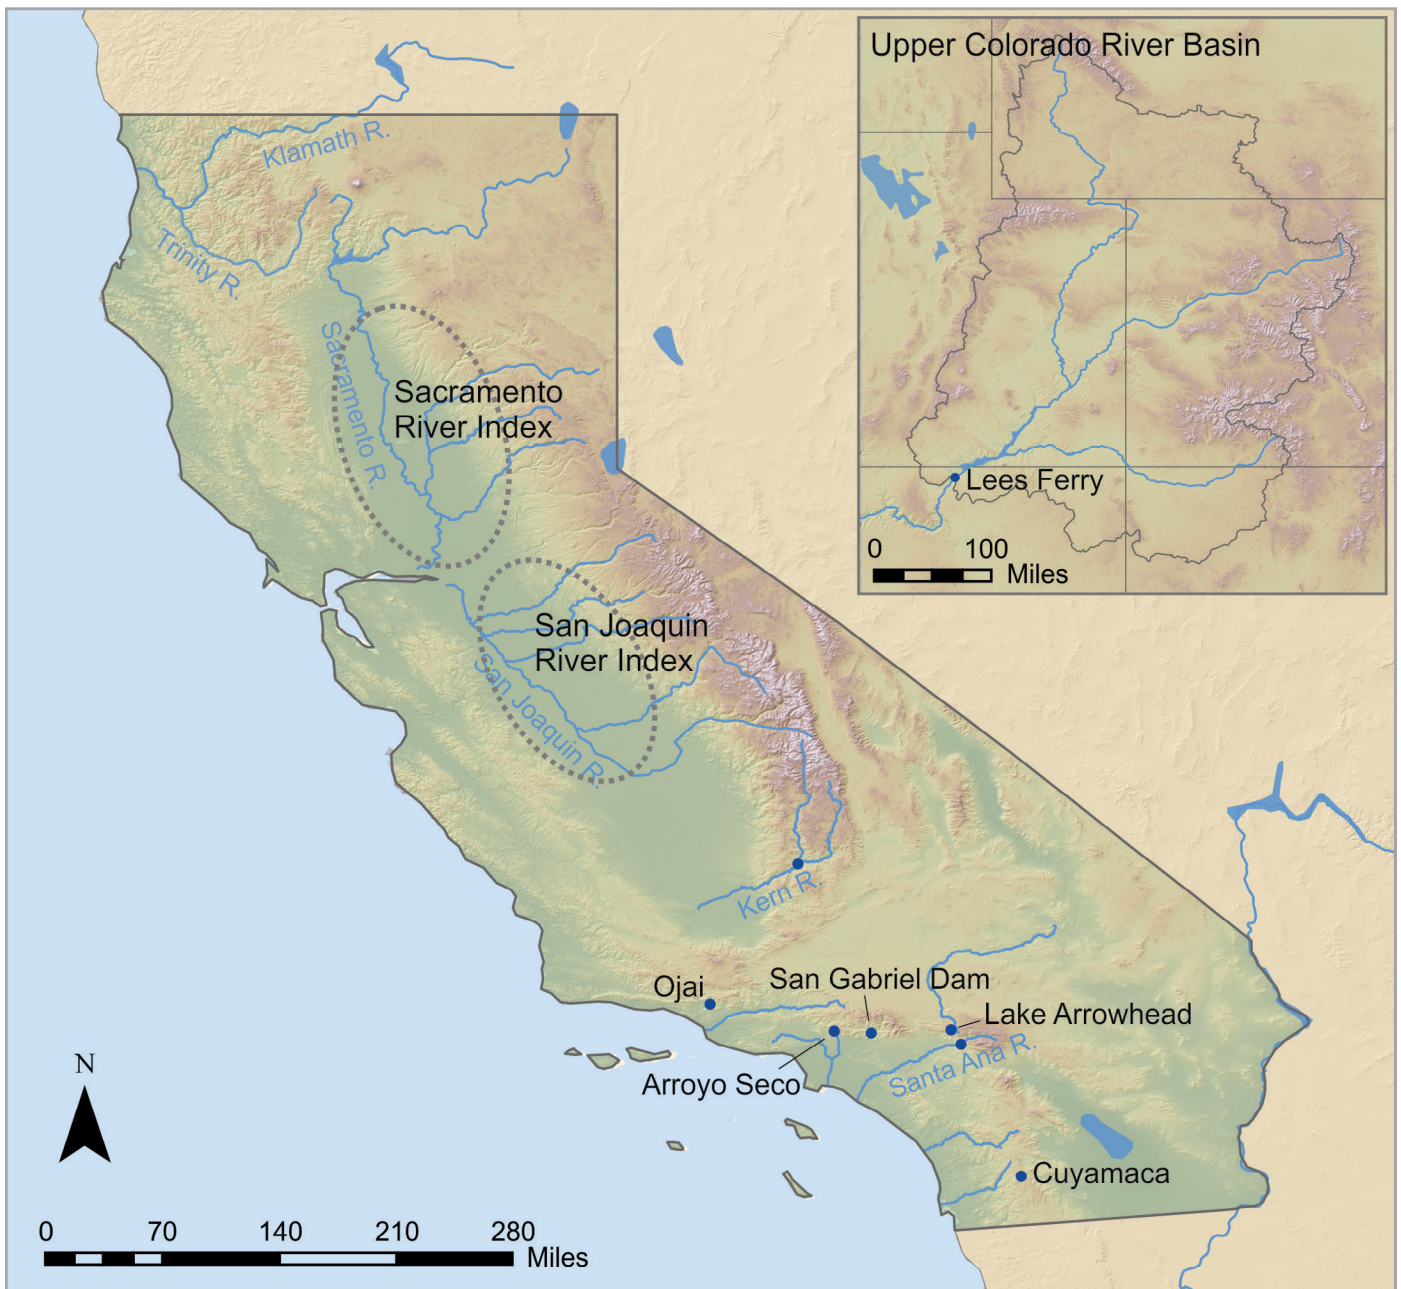 Upper Colorado River Basin
Klamath R.
Trinity R.
Sacramento R.
Sacramento
River Index
Lees Ferry
0 100
Miles
San Joaquin
River Index
San Joaquin R.
Kern R.
Ojai
San Gabriel Dam
Lake Arrowhead
Arroyo Seco
Santa Ana R.
N
Cuyamaca
0 70 140 210 280
Miles